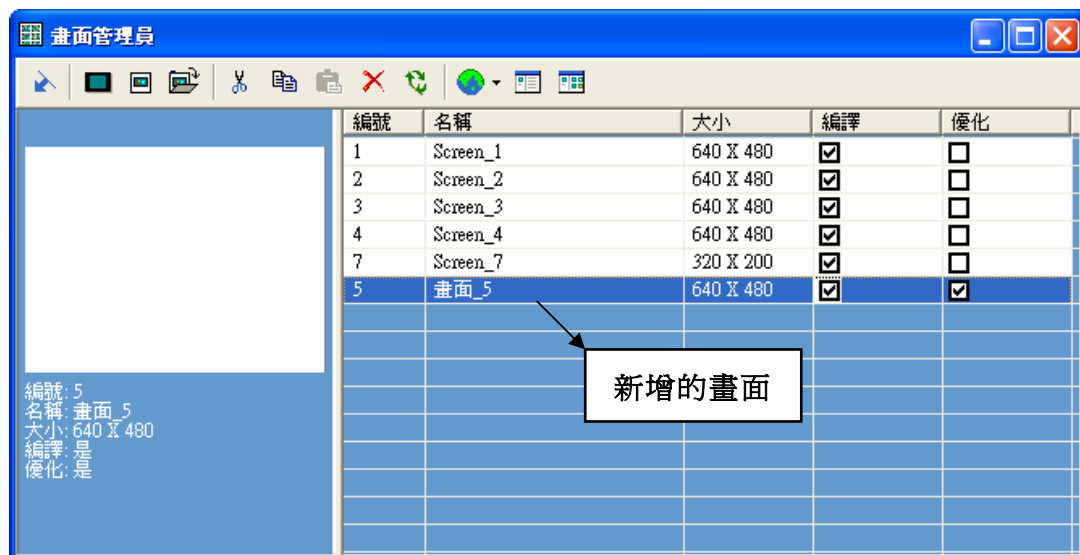 畫面管理員
編號 名稱 大小 編譯 優化
1 Screen_1 640 X 480
2 Screen_2 640 X 480
3 Screen_3 640 X 480
4 Screen_4 640 X 480
7 Screen_7 320 X 200
5 畫面_5 640 X 480
新增的畫面
編號: 5
名稱: 畫面_5
大小: 640 X 480
編譯: 是
優化: 是